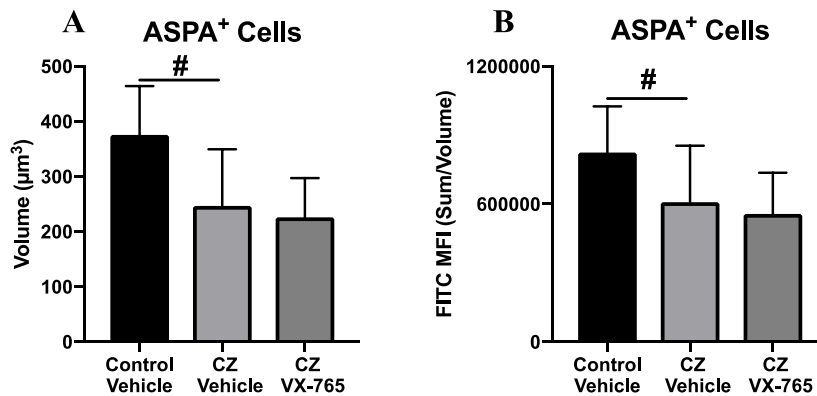 A
ASPA⁺ Cells
#
Volume (µm³)
500
400
300
200
100
0
Control
Vehicle
CZ
Vehicle
CZ
VX-765
B
ASPA⁺ Cells
#
FITC MFI (Sum/Volume)
1200000
600000
0
Control
Vehicle
CZ
Vehicle
CZ
VX-765